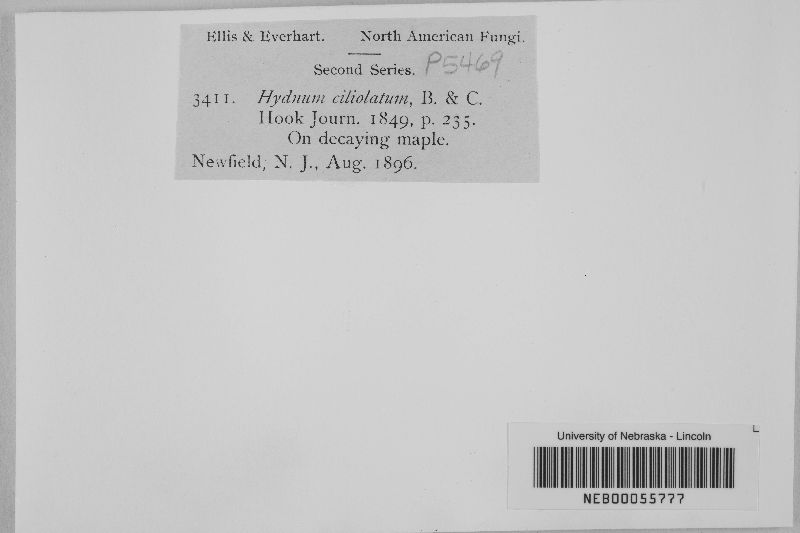 Ellis & Everhart. North American Fungi.
Second Series. P5469
3411. Hydnum ciliolatum, B. & C.
Hook Journ. 1849, p. 235.
On decaying maple.
Newfield, N. J., Aug. 1896.
University of Nebraska - Lincoln
NEB00055777